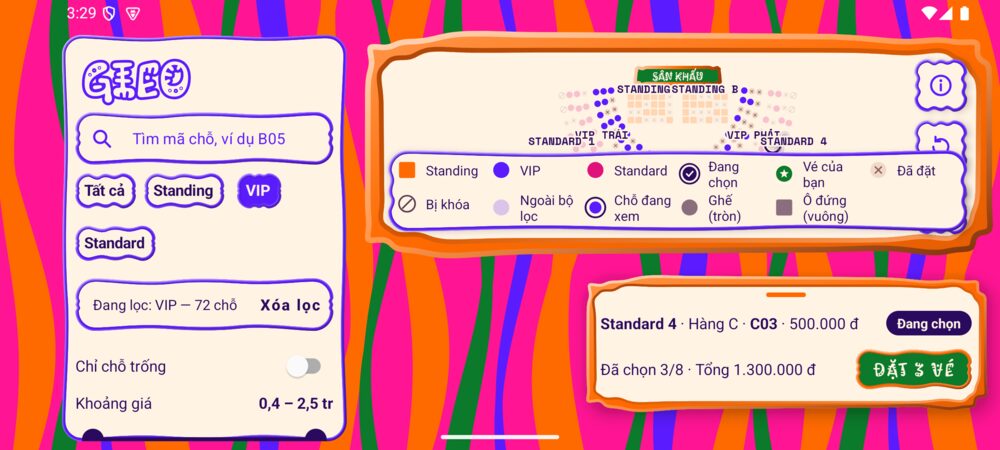 3:29
GIEO
Tìm mã chỗ, ví dụ B05
Tất cả
Standing
VIP
Standard
Đang lọc: VIP — 72 chỗ
Xóa lọc
Chỉ chỗ trống
Khoảng giá
0,4 – 2,5 tr
SÂN KHẤU
STANDING
STANDING B
VIP TRÁI
STANDARD 1
VIP PHẢI
STANDARD 4
Standing
VIP
Standard
Đang
chọn
Vé của
bạn
Đã đặt
Bị khóa
Ngoài bộ
lọc
Chỗ đang
xem
Ghế
(tròn)
Ô đứng
(vuông)
Standard 4 · Hàng C · C03 · 500.000 đ
Đang chọn
Đã chọn 3/8 · Tổng 1.300.000 đ
ĐẶT 3 VÉ